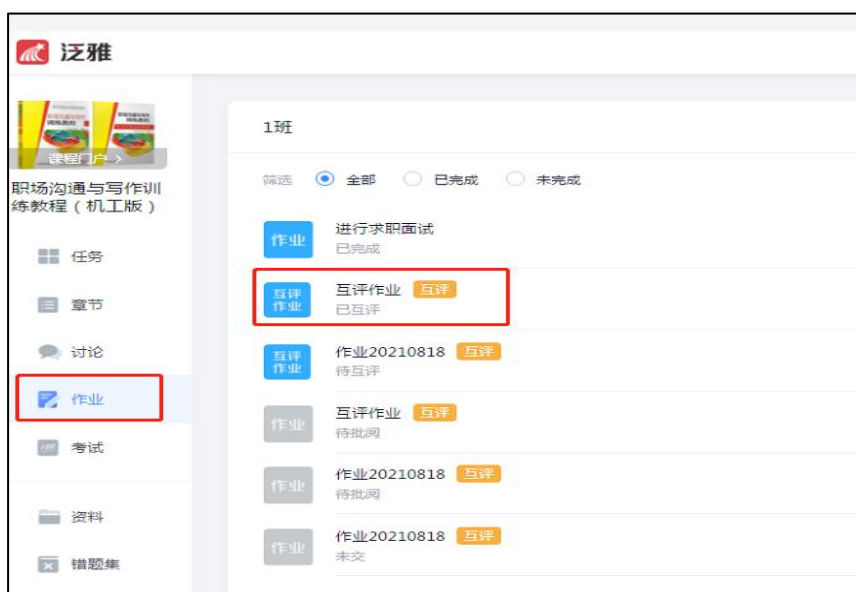 泛雅
课程门户 >
职场沟通与写作训
练教程（机工版）
任务
章节
讨论
作业
考试
资料
错题集
1班
筛选 全部 已完成 未完成
作业 进行求职面试
已完成
互评
作业
互评作业 互评
已互评
互评
作业
作业20210818 互评
待互评
作业
互评作业 互评
待批阅
作业
作业20210818 互评
待批阅
作业
作业20210818 互评
未交